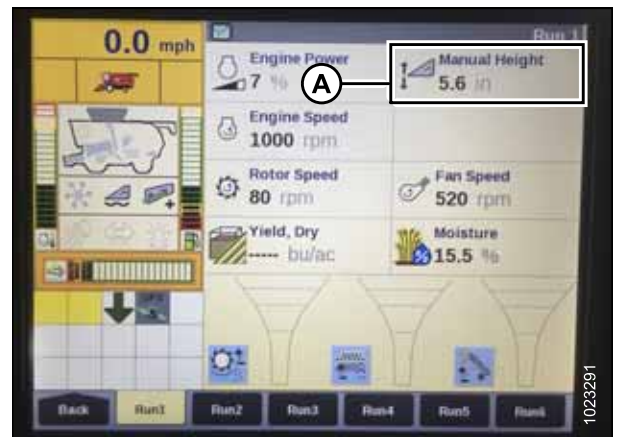 0.0 mph
Run 1
Engine Power
7 %
A
Manual Height
5.6 in
Engine Speed
1000 rpm
Rotor Speed
80 rpm
Fan Speed
520 rpm
Yield, Dry
----- bu/ac
Moisture
15.5 %
Back
Run1
Run2
Run3
Run4
Run5
Run6
1023291